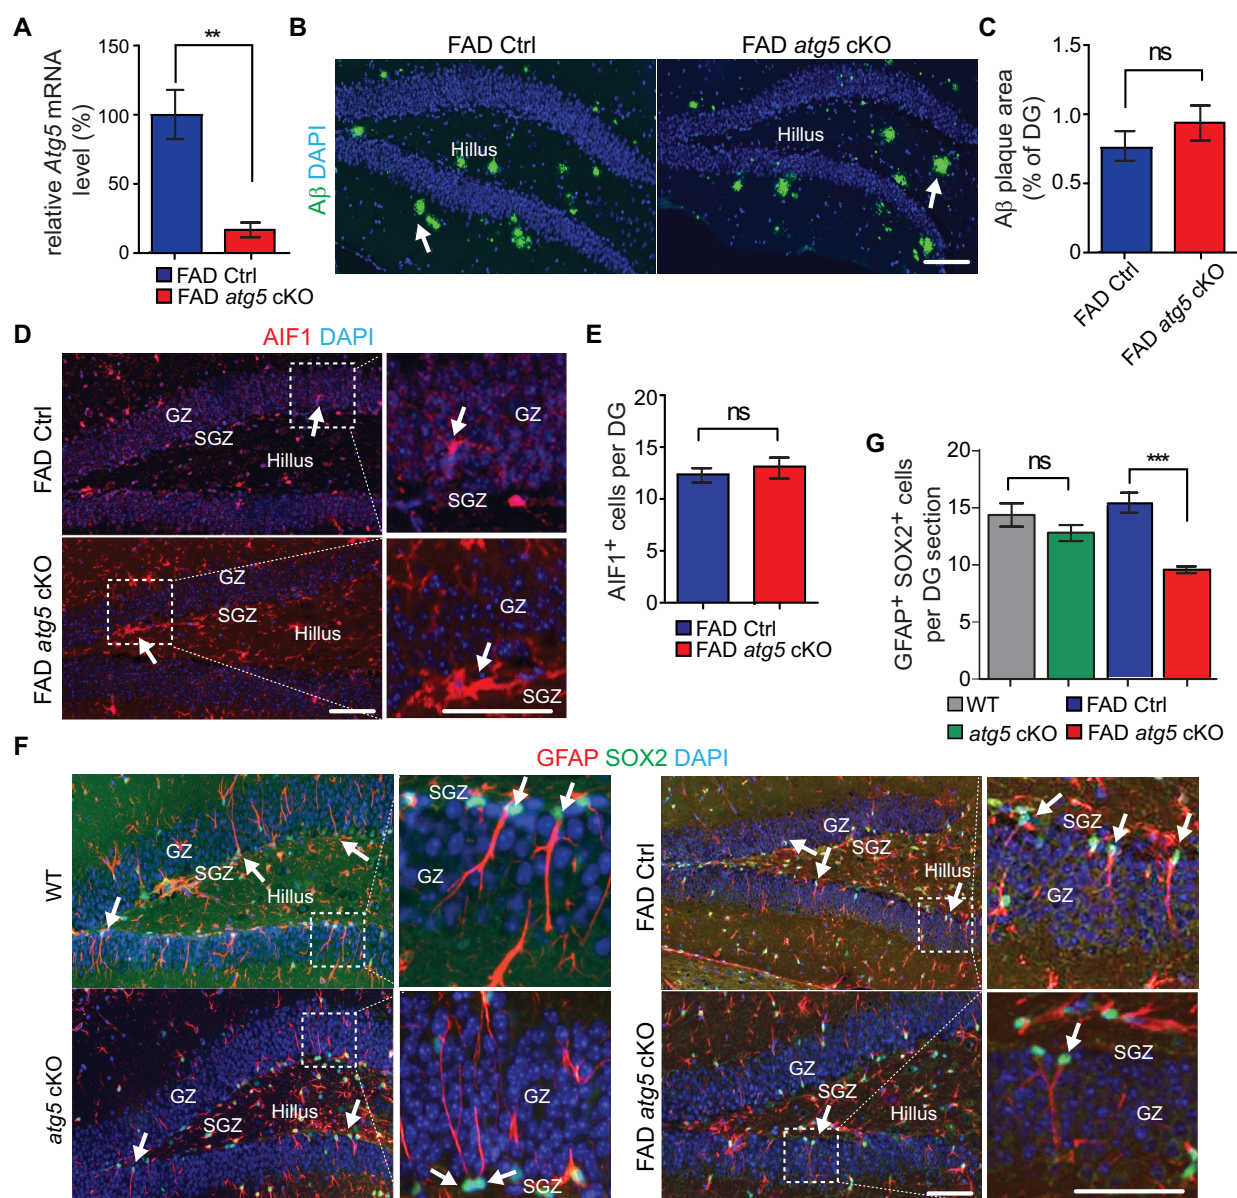 A
relative Atg5 mRNA
level (%)
150
100
50
0
**
FAD Ctrl
FAD atg5 cKO
B
FAD Ctrl
FAD atg5 cKO
Aβ DAPI
Hillus
Hillus
C
Aβ plaque area
(% of DG)
1.5
1.0
0.5
0
ns
FAD Ctrl
FAD atg5 cKO
D
AIF1 DAPI
FAD Ctrl
GZ
SGZ
Hillus
GZ
SGZ
FAD atg5 cKO
GZ
SGZ
Hillus
GZ
SGZ
E
AIF1+ cells per DG
20
15
10
5
0
ns
FAD Ctrl
FAD atg5 cKO
G
GFAP+ SOX2+ cells
per DG section
20
15
10
5
0
ns
***
WT
FAD Ctrl
atg5 cKO
FAD atg5 cKO
F
GFAP SOX2 DAPI
WT
GZ
SGZ
Hillus
SGZ
GZ
FAD Ctrl
GZ
SGZ
Hillus
SGZ
GZ
atg5 cKO
GZ
SGZ
Hillus
GZ
SGZ
FAD atg5 cKO
GZ
SGZ
Hillus
SGZ
GZ